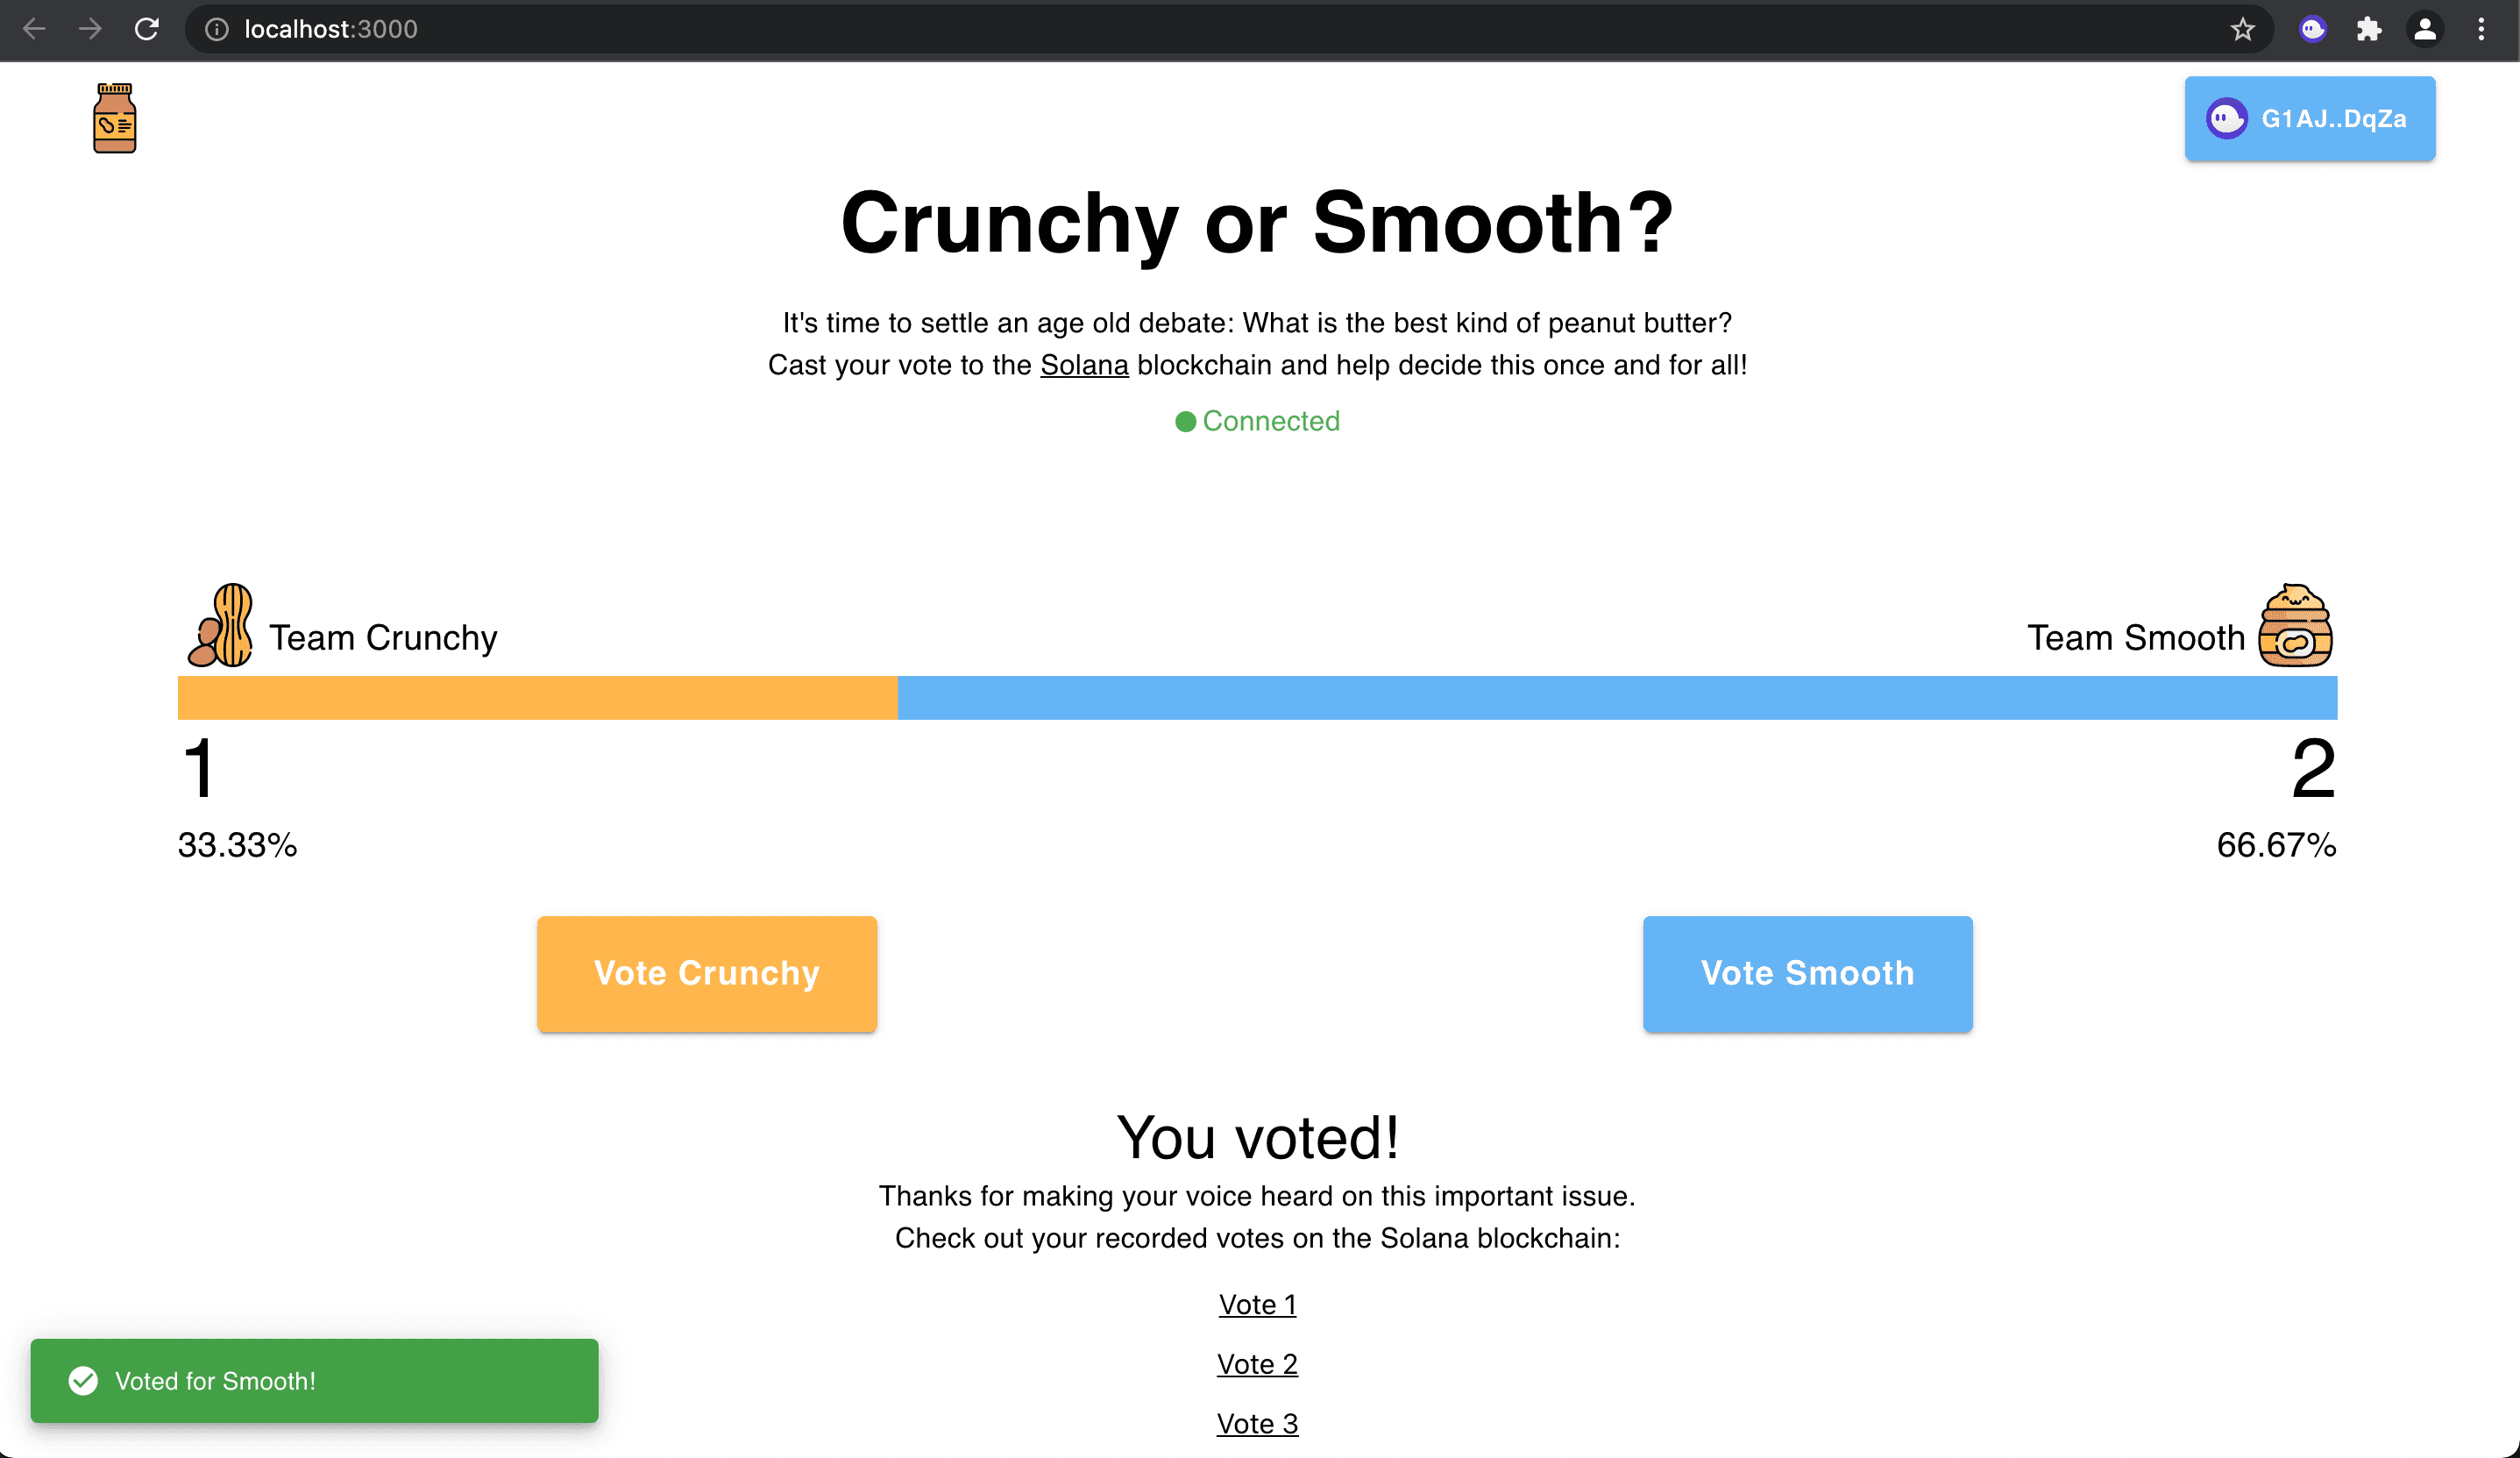 localhost:3000
G1AJ..DqZa
Crunchy or Smooth?
It's time to settle an age old debate: What is the best kind of peanut butter?
Cast your vote to the Solana blockchain and help decide this once and for all!
Connected
Team Crunchy
Team Smooth
1
2
33.33%
66.67%
Vote Crunchy
Vote Smooth
You voted!
Thanks for making your voice heard on this important issue.
Check out your recorded votes on the Solana blockchain:
Vote 1
Vote 2
Vote 3
Voted for Smooth!